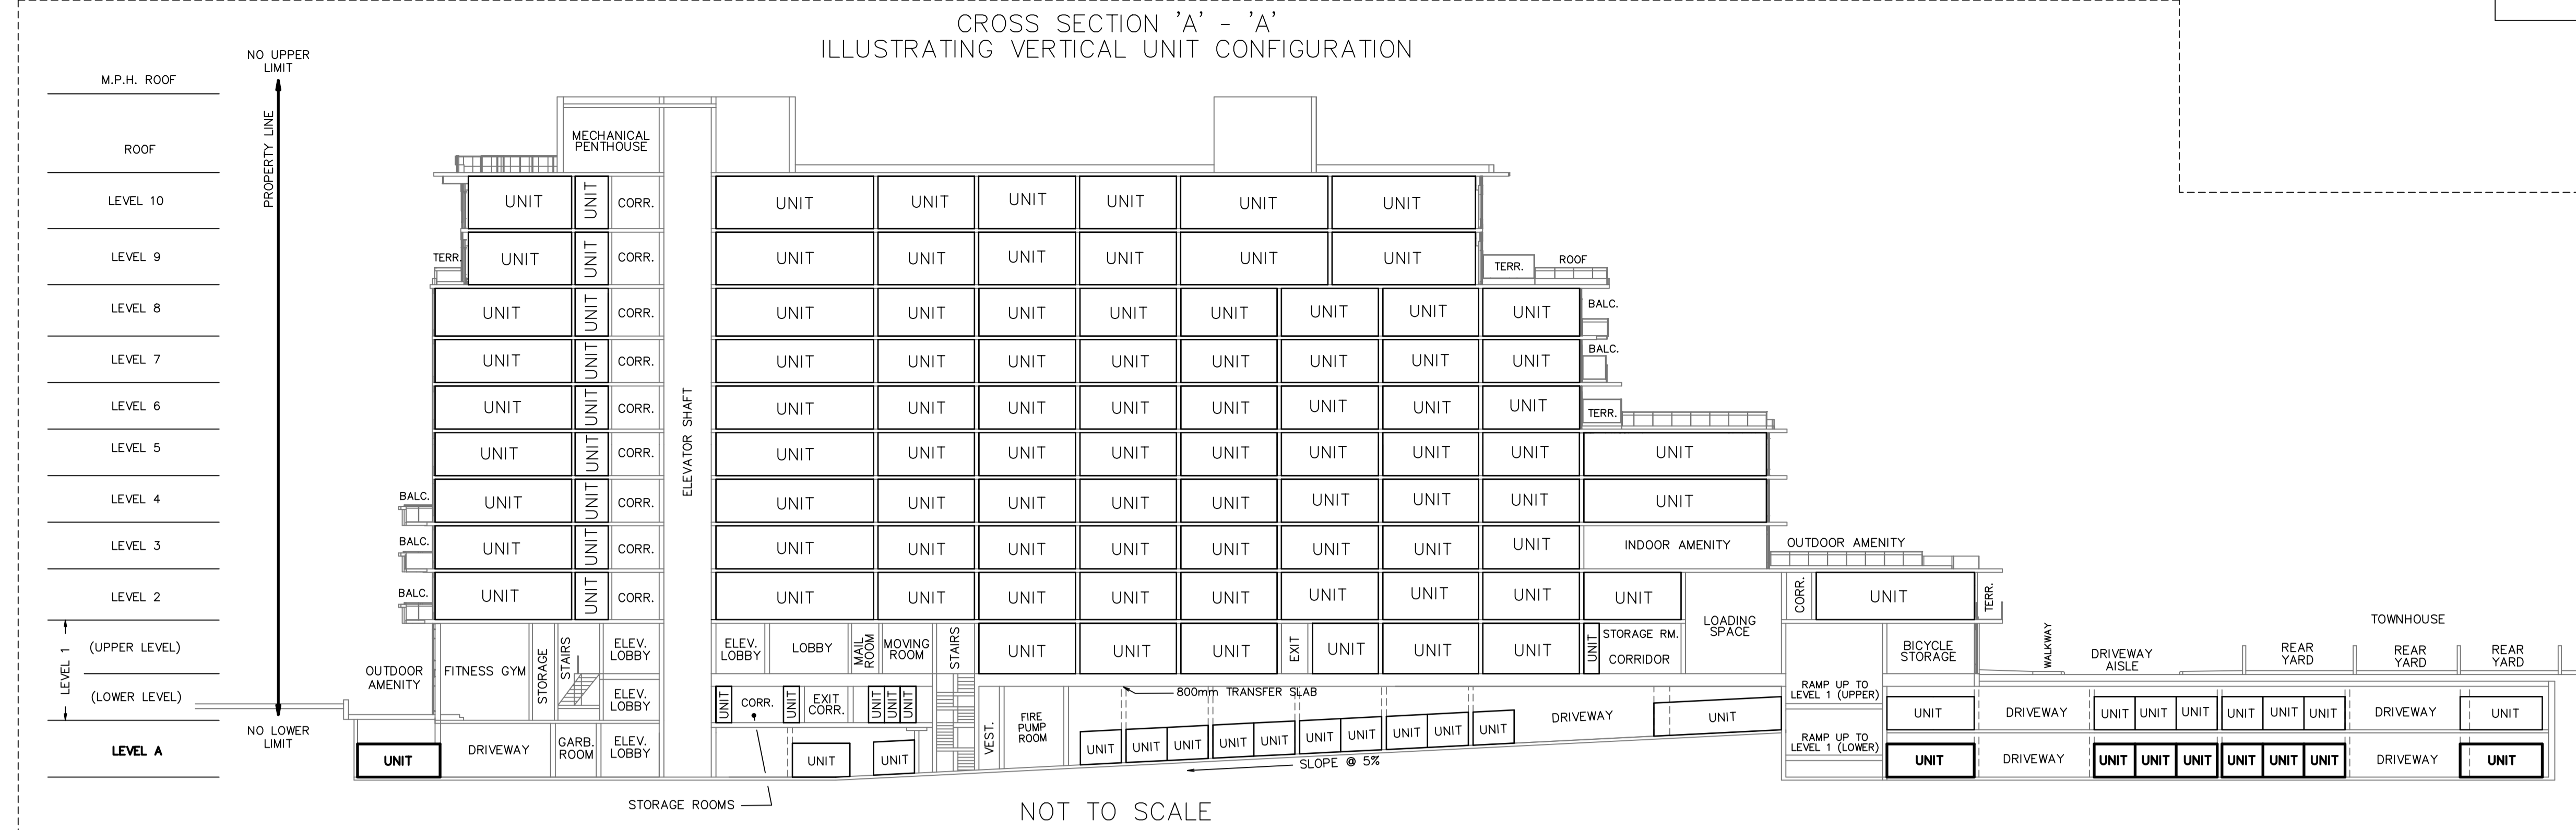 CROSS SECTION 'A' - 'A'
ILLUSTRATING VERTICAL UNIT CONFIGURATION
NO UPPER
LIMIT
PROPERTY LINE
NO LOWER
LIMIT
M.P.H. ROOF
ROOF
MECHANICAL
PENTHOUSE
ELEVATOR SHAFT
LEVEL 10
UNIT UNIT CORR. UNIT UNIT UNIT UNIT UNIT UNIT
LEVEL 9
TERR. UNIT UNIT CORR. UNIT UNIT UNIT UNIT UNIT UNIT TERR. ROOF
LEVEL 8
UNIT UNIT CORR. UNIT UNIT UNIT UNIT UNIT UNIT UNIT UNIT BALC.
LEVEL 7
UNIT UNIT CORR. UNIT UNIT UNIT UNIT UNIT UNIT UNIT UNIT BALC.
LEVEL 6
UNIT UNIT CORR. UNIT UNIT UNIT UNIT UNIT UNIT UNIT UNIT TERR.
LEVEL 5
UNIT UNIT CORR. UNIT UNIT UNIT UNIT UNIT UNIT UNIT UNIT UNIT
LEVEL 4
BALC. UNIT UNIT CORR. UNIT UNIT UNIT UNIT UNIT UNIT UNIT UNIT UNIT
LEVEL 3
BALC. UNIT UNIT CORR. UNIT UNIT UNIT UNIT UNIT UNIT UNIT UNIT INDOOR AMENITY OUTDOOR AMENITY
LEVEL 2
BALC. UNIT UNIT CORR. UNIT UNIT UNIT UNIT UNIT UNIT UNIT UNIT UNIT CORR. UNIT TERR.
LEVEL 1
(UPPER LEVEL)
(LOWER LEVEL)
OUTDOOR
AMENITY
FITNESS GYM
STORAGE
STAIRS
ELEV.
LOBBY
ELEV.
LOBBY
ELEV.
LOBBY
LOBBY
MAIL
ROOM
MOVING
ROOM
STAIRS
UNIT UNIT UNIT EXIT UNIT UNIT UNIT UNIT
STORAGE RM.
CORRIDOR
LOADING
SPACE
BICYCLE
STORAGE
WALKWAY
DRIVEWAY
AISLE
TOWNHOUSE
REAR
YARD
REAR
YARD
REAR
YARD
UNIT CORR. UNIT
EXIT
CORR.
UNIT UNIT UNIT
800mm TRANSFER SLAB
VEST.
FIRE
PUMP
ROOM
UNIT UNIT UNIT UNIT UNIT UNIT UNIT UNIT UNIT UNIT DRIVEWAY UNIT
SLOPE @ 5%
RAMP UP TO
LEVEL 1 (UPPER)
UNIT DRIVEWAY UNIT UNIT UNIT UNIT UNIT UNIT DRIVEWAY UNIT
RAMP UP TO
LEVEL 1 (LOWER)
UNIT DRIVEWAY UNIT UNIT UNIT UNIT UNIT UNIT DRIVEWAY UNIT
LEVEL A
UNIT DRIVEWAY
GARB.
ROOM
ELEV.
LOBBY
UNIT UNIT
STORAGE ROOMS
NOT TO SCALE